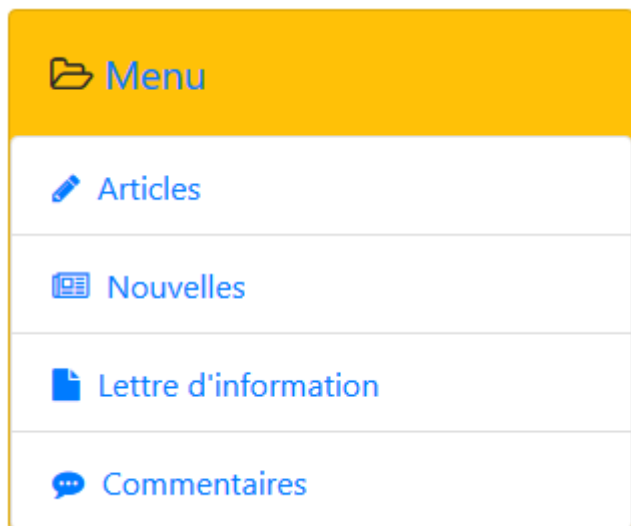 Menu
Articles
Nouvelles
Lettre d'information
Commentaires